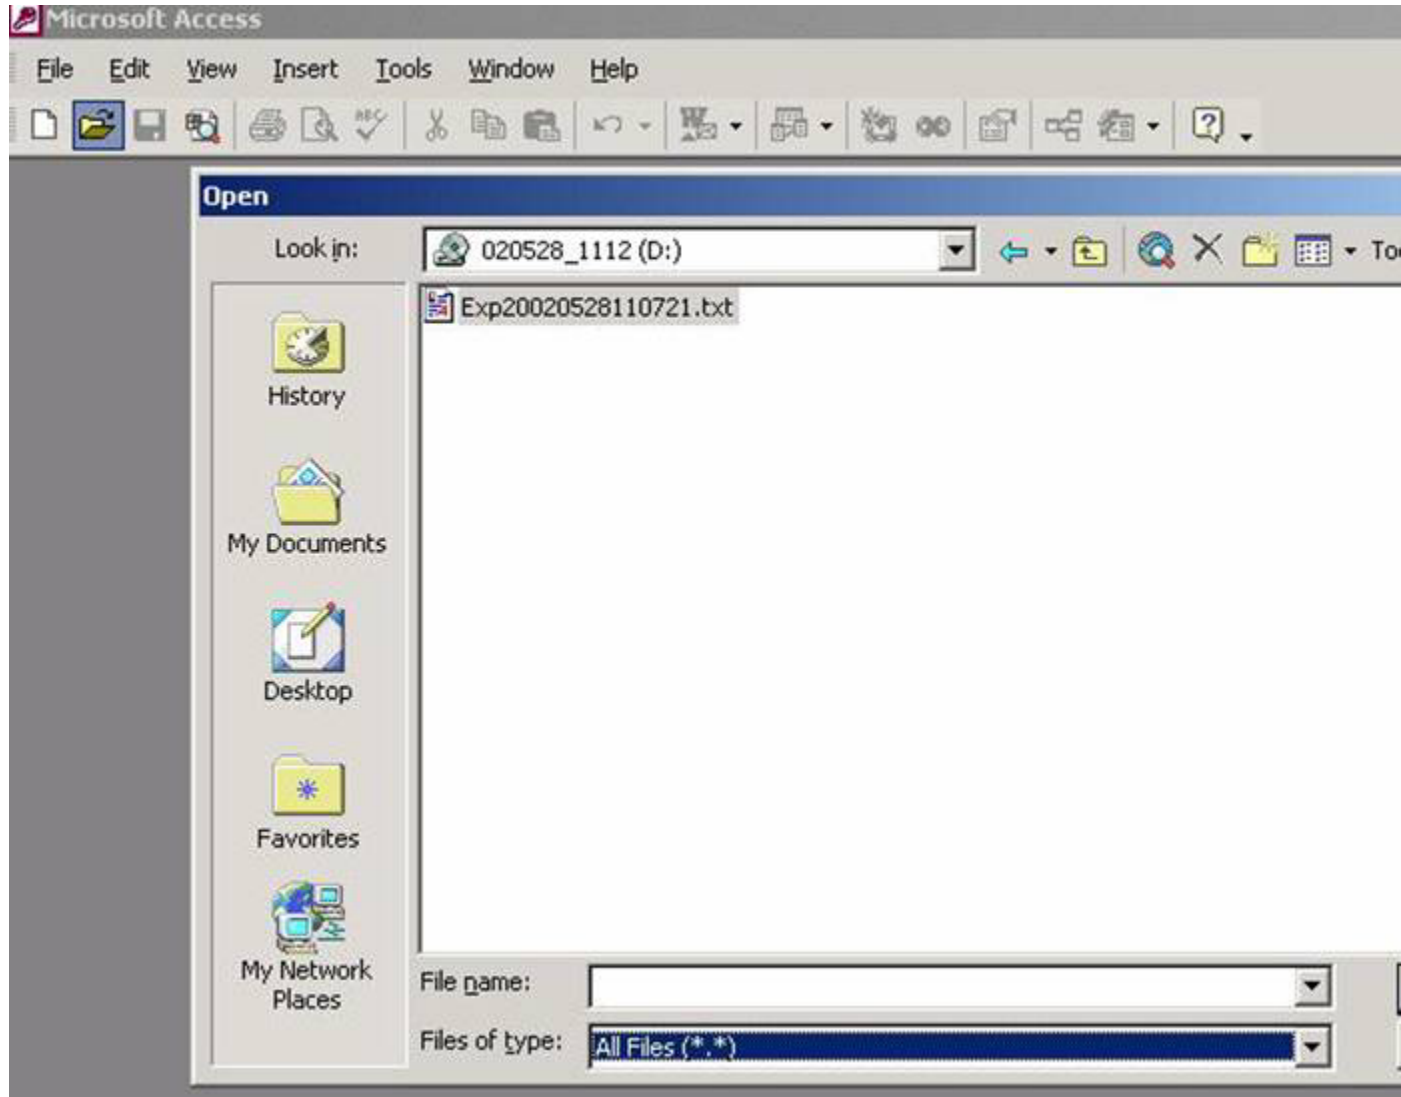 Microsoft Access
File Edit View Insert Tools Window Help
Open
Look in: 020528_1112 (D:)
Exp20020528110721.txt
History
My Documents
Desktop
Favorites
My Network
Places
File name:
Files of type: All Files (*.*)